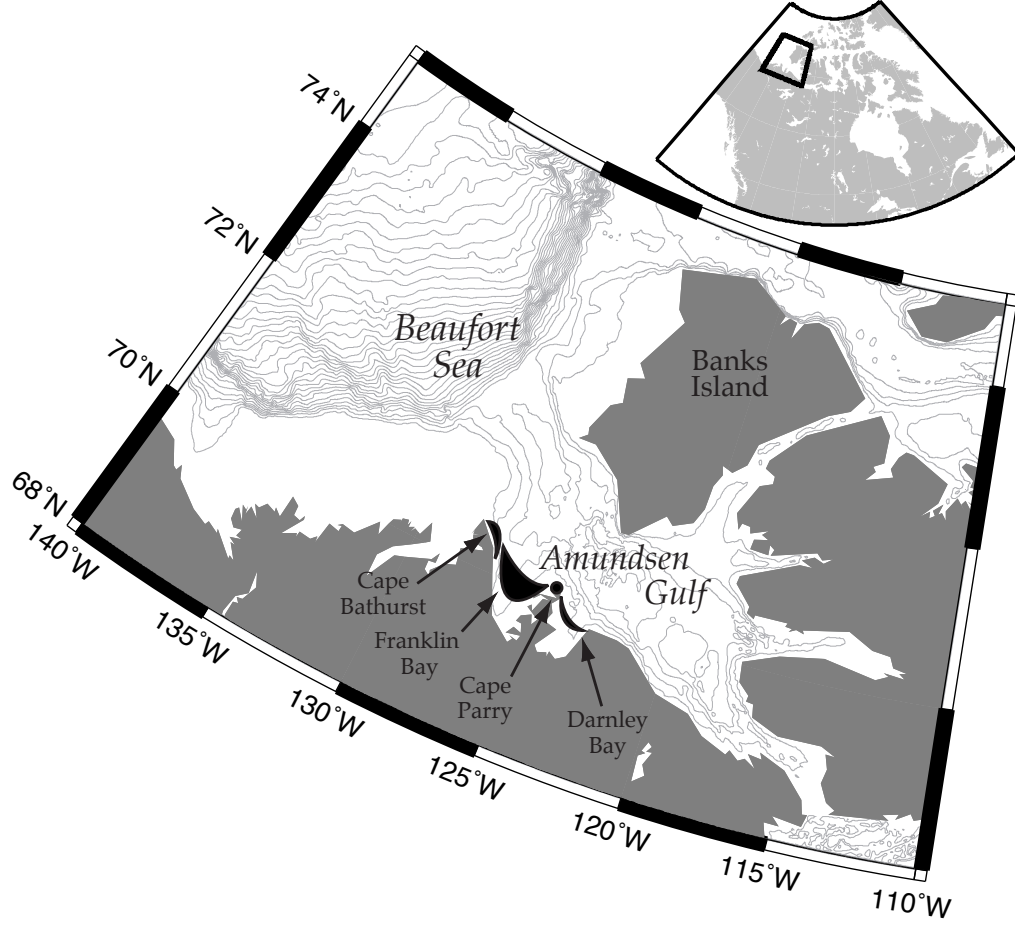 74°N
72°N
70°N
68°N
140°W
135°W
130°W
125°W
120°W
115°W
110°W
Beaufort
Sea
Banks
Island
Amundsen
Gulf
Cape
Bathurst
Franklin
Bay
Cape
Parry
Darnley
Bay